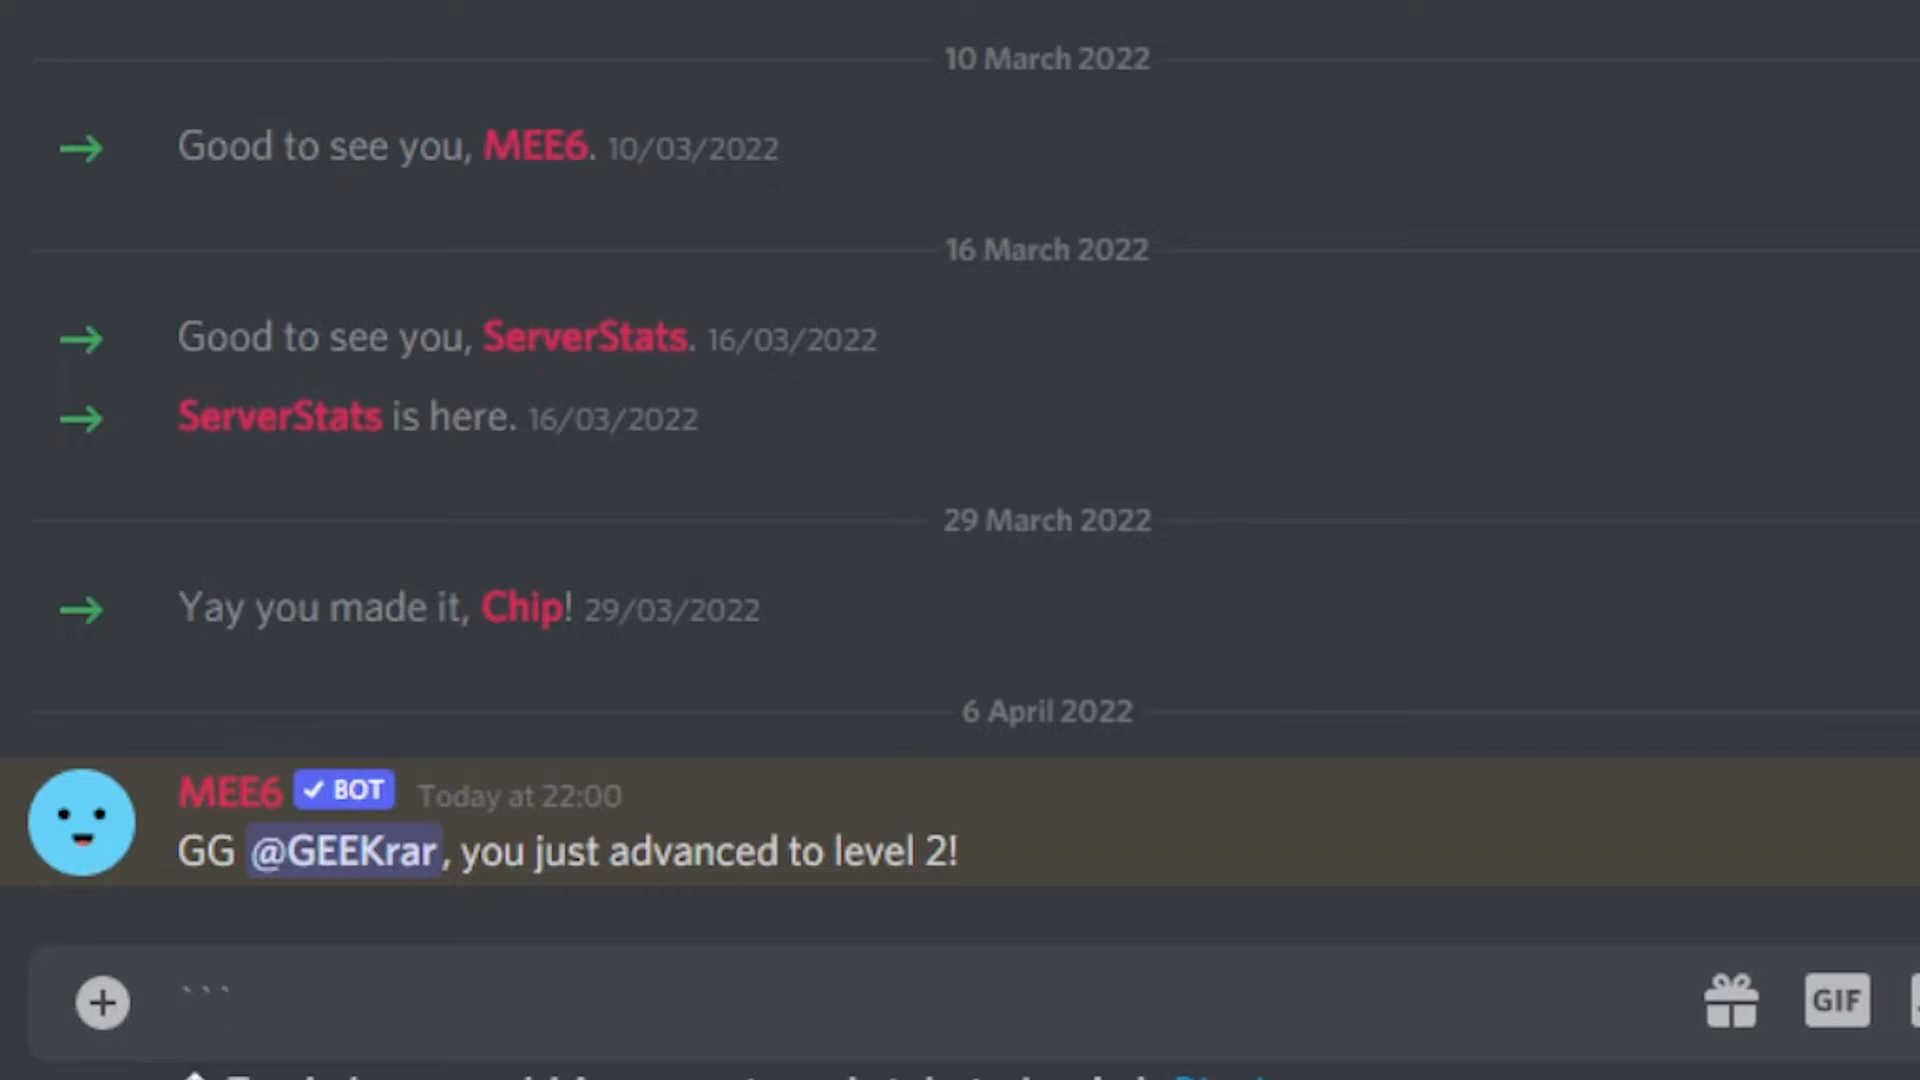 10 March 2022
Good to see you, MEE6. 10/03/2022
16 March 2022
Good to see you, ServerStats. 16/03/2022
ServerStats is here. 16/03/2022
29 March 2022
Yay you made it, Chip! 29/03/2022
6 April 2022
MEE6 ✓ BOT Today at 22:00
GG @GEEKrar, you just advanced to level 2!
``` GIF